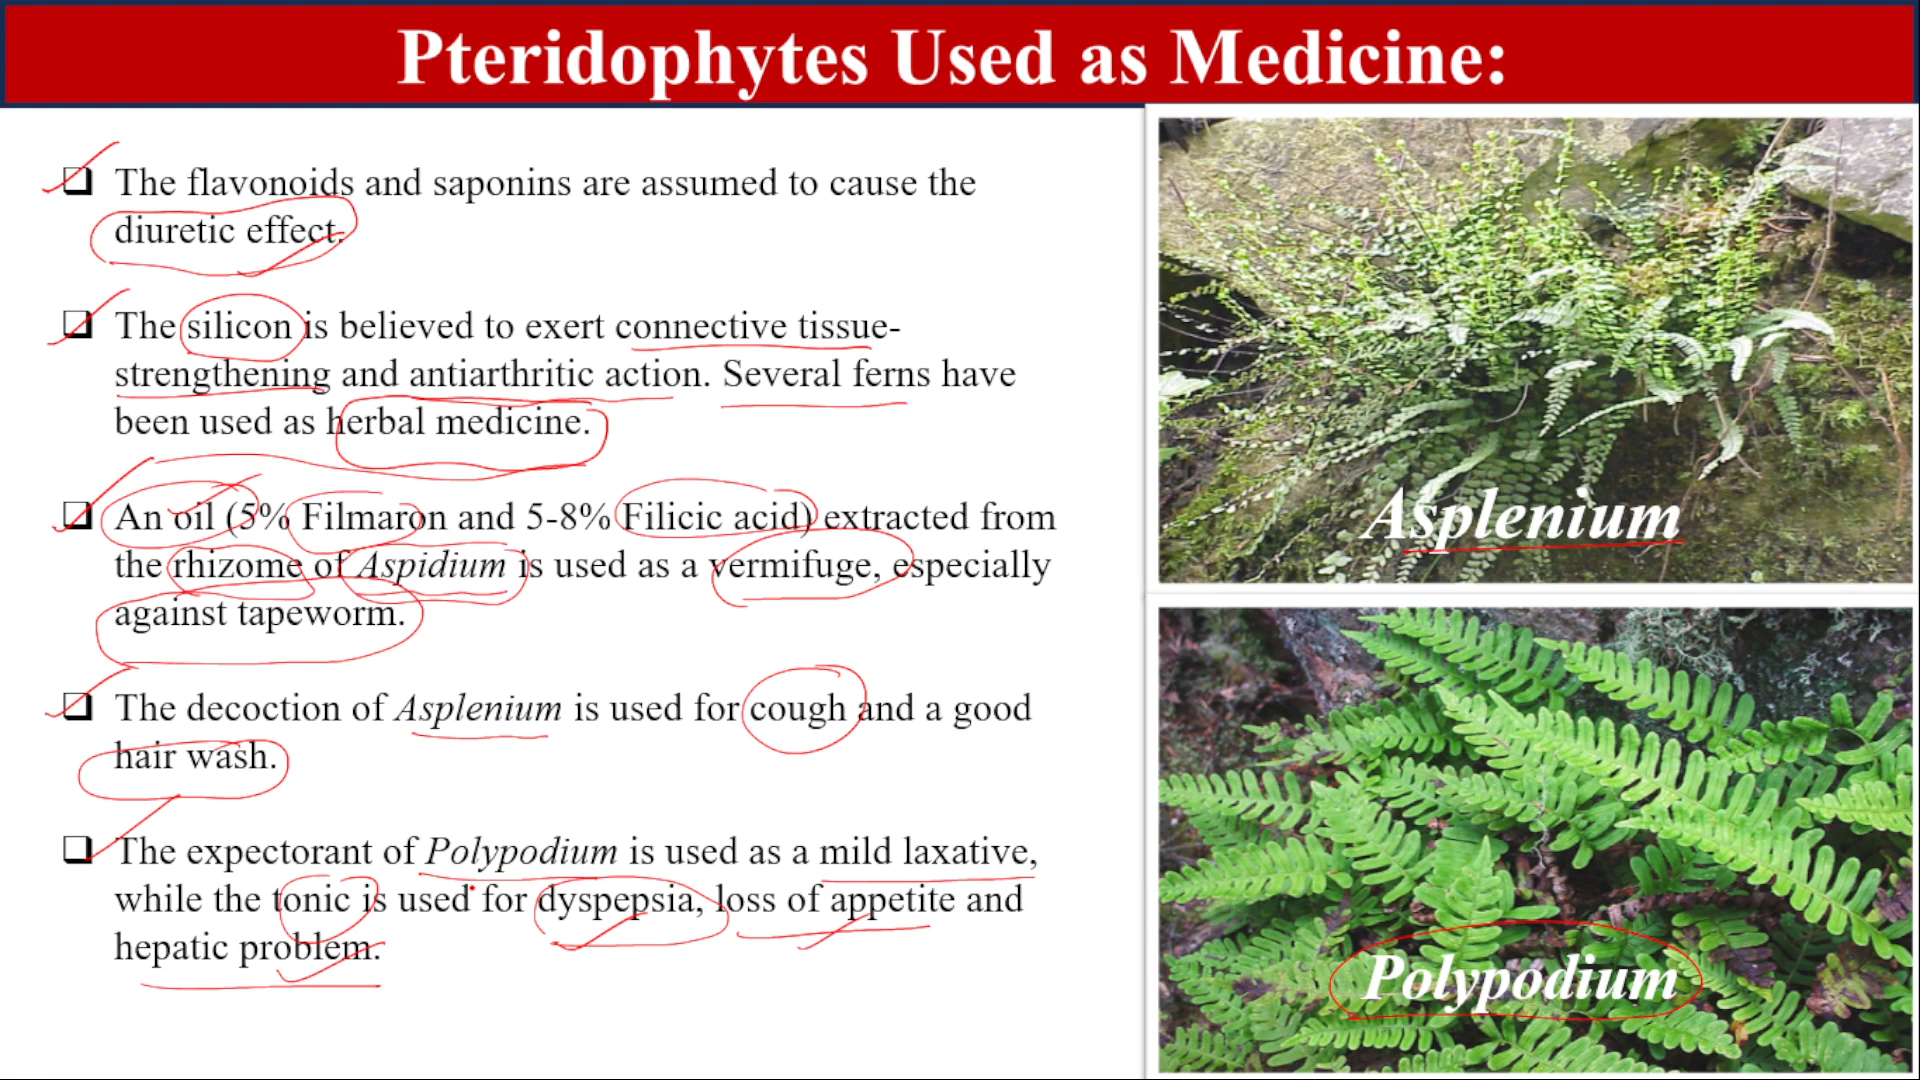 Pteridophytes Used as Medicine:
❑ The flavonoids and saponins are assumed to cause the
diuretic effect.
❑ The silicon is believed to exert connective tissue-
strengthening and antiarthritic action. Several ferns have
been used as herbal medicine.
❑ An oil (5% Filmaron and 5-8% Filicic acid) extracted from
the rhizome of Aspidium is used as a vermifuge, especially
against tapeworm.
❑ The decoction of Asplenium is used for cough and a good
hair wash.
❑ The expectorant of Polypodium is used as a mild laxative,
while the tonic is used for dyspepsia, loss of appetite and
hepatic problem.
Asplenium
Polypodium